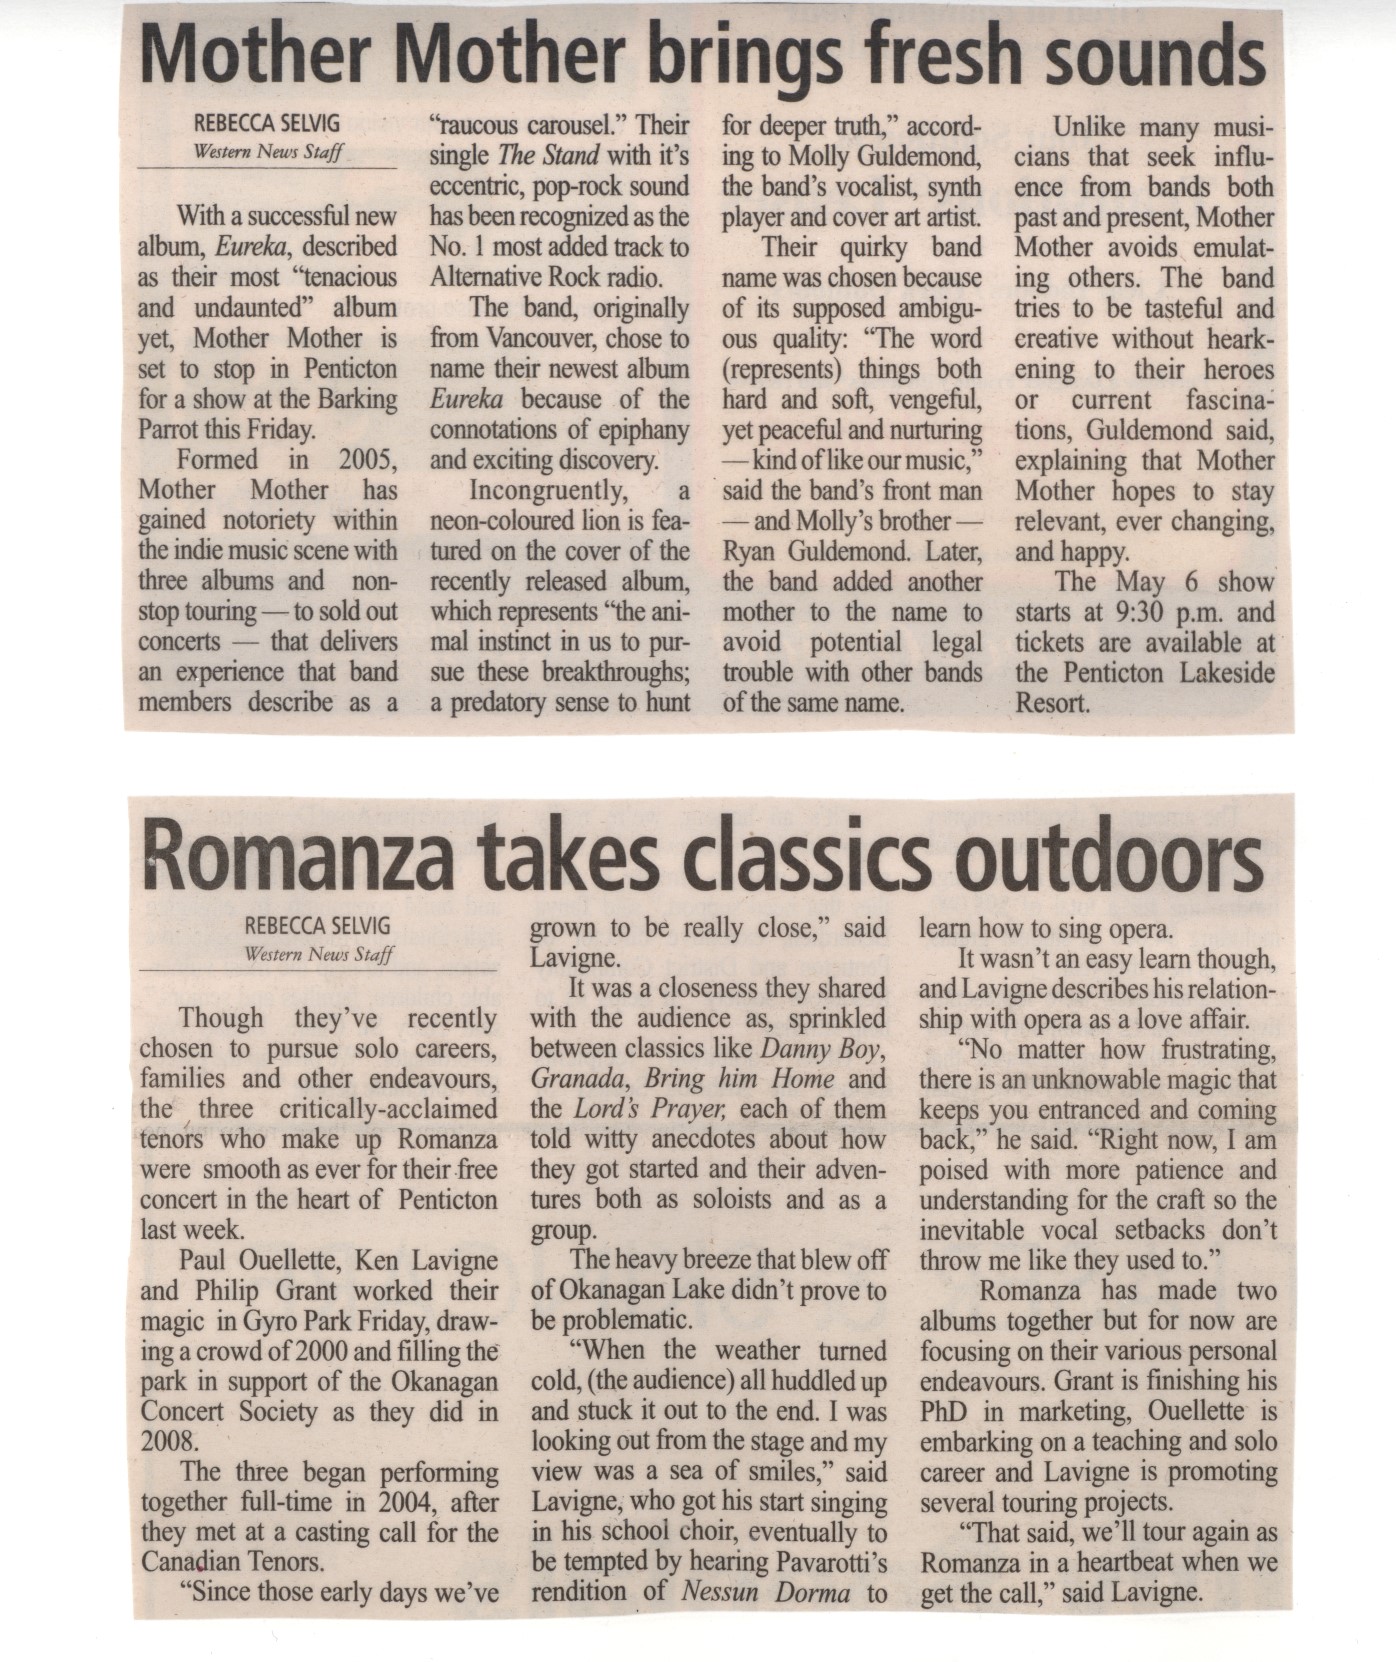 Mother Mother brings fresh sounds
REBECCA SELVIG
Western News Staff
With a successful new
album, Eureka, described
as their most “tenacious
and undaunted” album
yet, Mother Mother is
set to stop in Penticton
for a show at the Barking
Parrot this Friday.
Formed in 2005,
Mother Mother has
gained notoriety within
the indie music scene with
three albums and non-
stop touring — to sold out
concerts — that delivers
an experience that band
members describe as a
“raucous carousel.” Their
single The Stand with it’s
eccentric, pop-rock sound
has been recognized as the
No. 1 most added track to
Alternative Rock radio.
The band, originally
from Vancouver, chose to
name their newest album
Eureka because of the
connotations of epiphany
and exciting discovery.
Incongruently, a
neon-coloured lion is fea-
tured on the cover of the
recently released album,
which represents “the ani-
mal instinct in us to pur-
sue these breakthroughs;
a predatory sense to hunt
for deeper truth,” accord-
ing to Molly Guldemond,
the band’s vocalist, synth
player and cover art artist.
Their quirky band
name was chosen because
of its supposed ambigu-
ous quality: “The word
(represents) things both
hard and soft, vengeful,
yet peaceful and nurturing
— kind of like our music,”
said the band’s front man
— and Molly’s brother —
Ryan Guldemond. Later,
the band added another
mother to the name to
avoid potential legal
trouble with other bands
of the same name.
Unlike many musi-
cians that seek influ-
ence from bands both
past and present, Mother
Mother avoids emulat-
ing others. The band
tries to be tasteful and
creative without heark-
ening to their heroes
or current fascina-
tions, Guldemond said,
explaining that Mother
Mother hopes to stay
relevant, ever changing,
and happy.
The May 6 show
starts at 9:30 p.m. and
tickets are available at
the Penticton Lakeside
Resort.
Romanza takes classics outdoors
REBECCA SELVIG
Western News Staff
Though they’ve recently
chosen to pursue solo careers,
families and other endeavours,
the three critically-acclaimed
tenors who make up Romanza
were smooth as ever for their free
concert in the heart of Penticton
last week.
Paul Ouellette, Ken Lavigne
and Philip Grant worked their
magic in Gyro Park Friday, draw-
ing a crowd of 2000 and filling the
park in support of the Okanagan
Concert Society as they did in
2008.
The three began performing
together full-time in 2004, after
they met at a casting call for the
Canadian Tenors.
“Since those early days we’ve
grown to be really close,” said
Lavigne.
It was a closeness they shared
with the audience as, sprinkled
between classics like Danny Boy,
Granada, Bring him Home and
the Lord’s Prayer, each of them
told witty anecdotes about how
they got started and their adven-
tures both as soloists and as a
group.
The heavy breeze that blew off
of Okanagan Lake didn’t prove to
be problematic.
“When the weather turned
cold, (the audience) all huddled up
and stuck it out to the end. I was
looking out from the stage and my
view was a sea of smiles,” said
Lavigne, who got his start singing
in his school choir, eventually to
be tempted by hearing Pavarotti’s
rendition of Nessun Dorma to
learn how to sing opera.
It wasn’t an easy learn though,
and Lavigne describes his relation-
ship with opera as a love affair.
“No matter how frustrating,
there is an unknowable magic that
keeps you entranced and coming
back,” he said. “Right now, I am
poised with more patience and
understanding for the craft so the
inevitable vocal setbacks don’t
throw me like they used to.”
Romanza has made two
albums together but for now are
focusing on their various personal
endeavours. Grant is finishing his
PhD in marketing, Ouellette is
embarking on a teaching and solo
career and Lavigne is promoting
several touring projects.
“That said, we’ll tour again as
Romanza in a heartbeat when we
get the call,” said Lavigne.